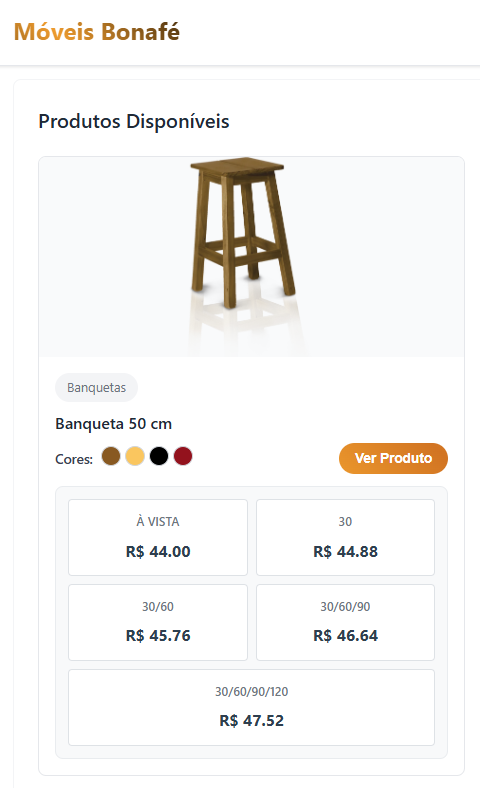 Móveis Bonafé
Produtos Disponíveis
Banquetas
Banqueta 50 cm
Cores:
Ver Produto
À VISTA
R$ 44.00
30
R$ 44.88
30/60
R$ 45.76
30/60/90
R$ 46.64
30/60/90/120
R$ 47.52